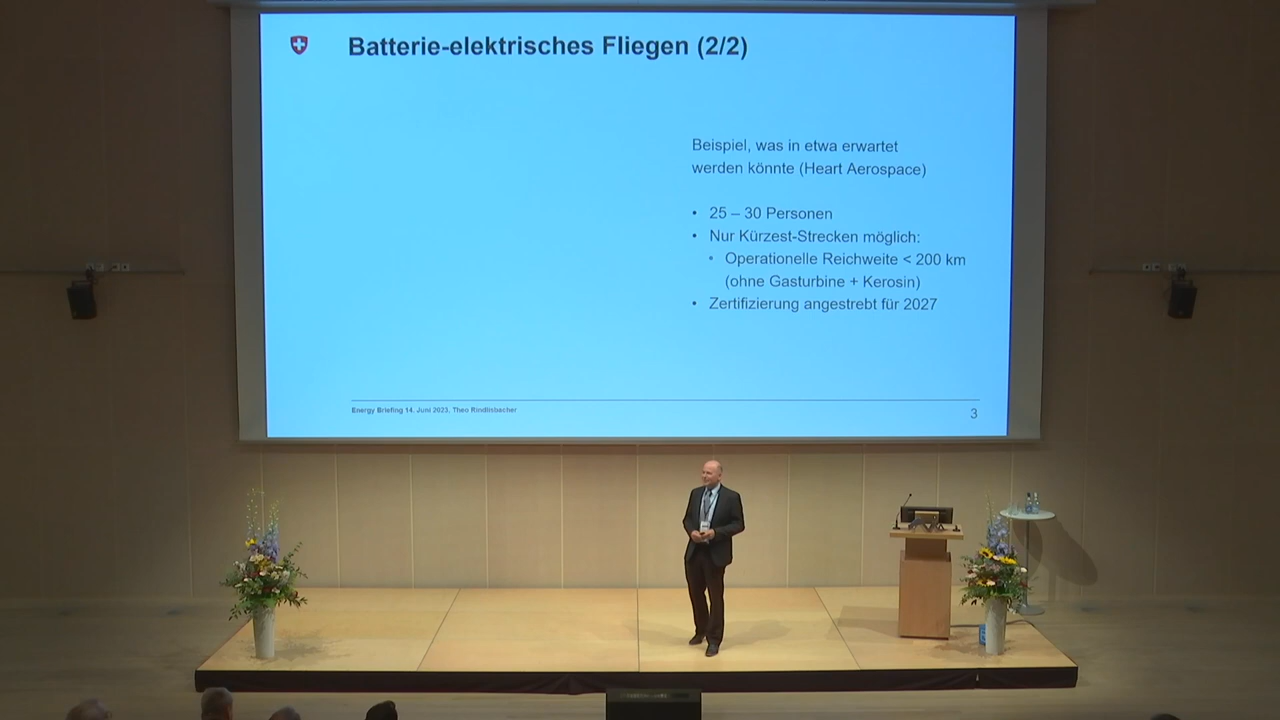 Batterie-elektrisches Fliegen (2/2)
Beispiel, was in etwa erwartet
werden könnte (Heart Aerospace)
• 25 – 30 Personen
• Nur Kürzest-Strecken möglich:
• Operationelle Reichweite < 200 km
(ohne Gasturbine + Kerosin)
• Zertifizierung angestrebt für 2027
Energy Briefing 14. Juni 2023, Theo Rindlisbacher
3